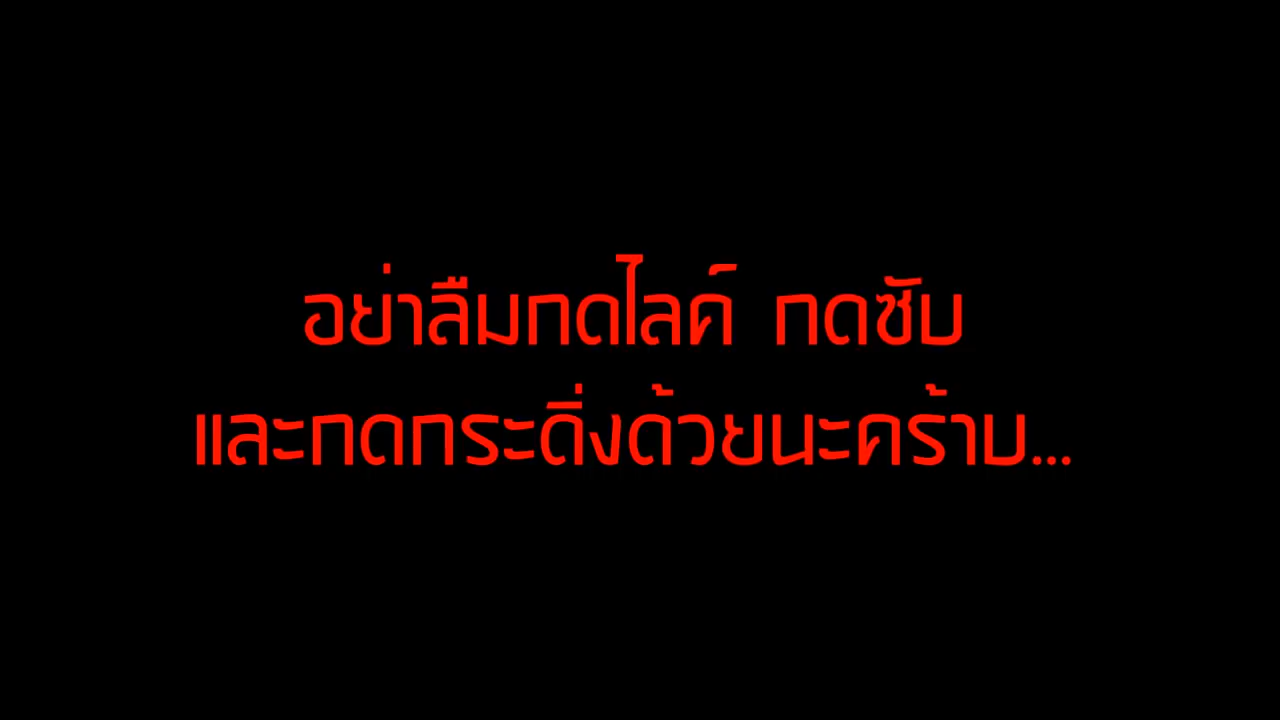 อย่าลืมกดไลค์ กดซับ
และกดกระดิ่งด้วยนะคร้าบ...